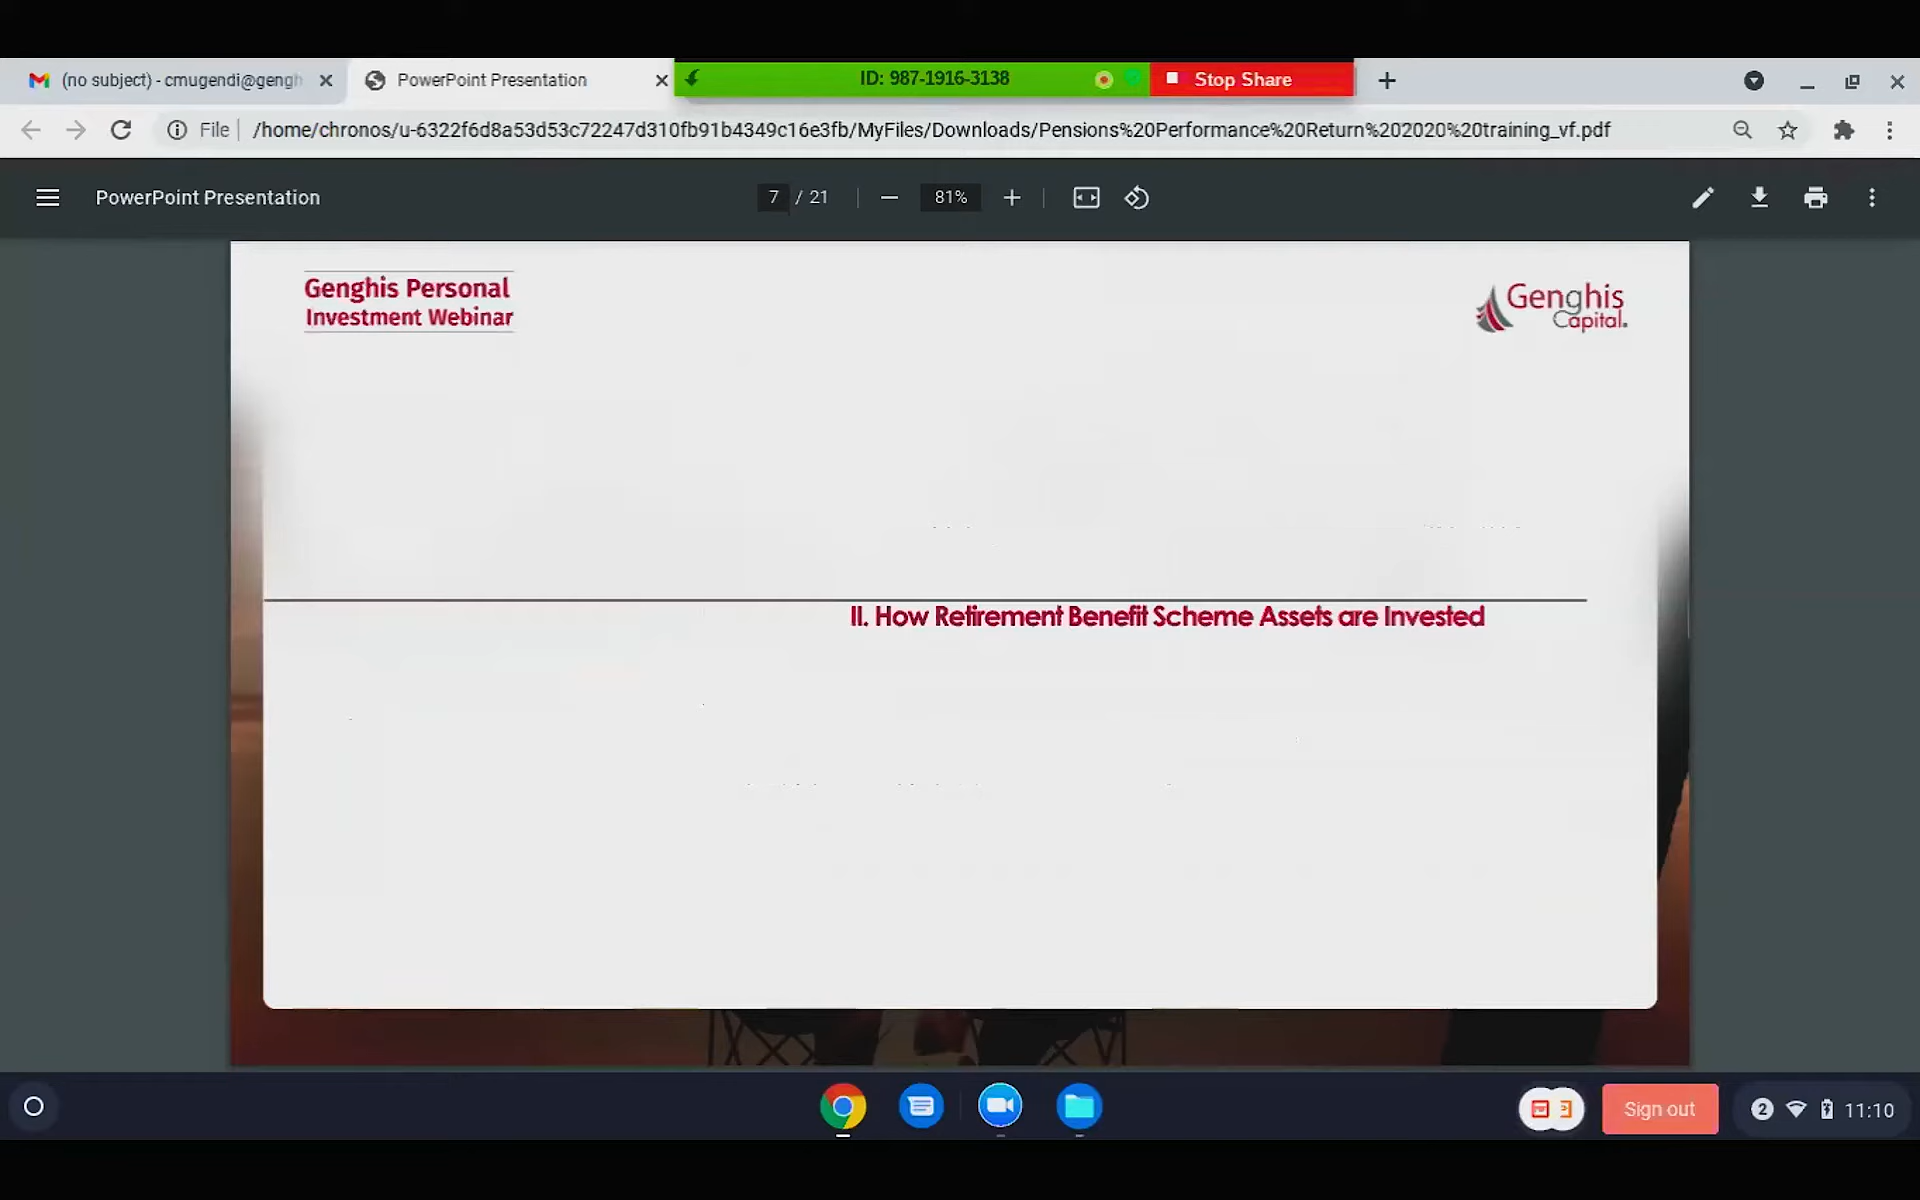 (no subject) - cmugendi@gengh
PowerPoint Presentation
ID: 987-1916-3138
Stop Share
File
/home/chronos/u-6322f6d8a53d53c72247d310fb91b4349c16e3fb/MyFiles/Downloads/Pensions%20Performance%20Return%202020%20training_vf.pdf
PowerPoint Presentation
7 / 21
81%
Genghis Personal
Investment Webinar
Genghis
Capital.
II. How Retirement Benefit Scheme Assets are Invested
Sign out
2
11:10